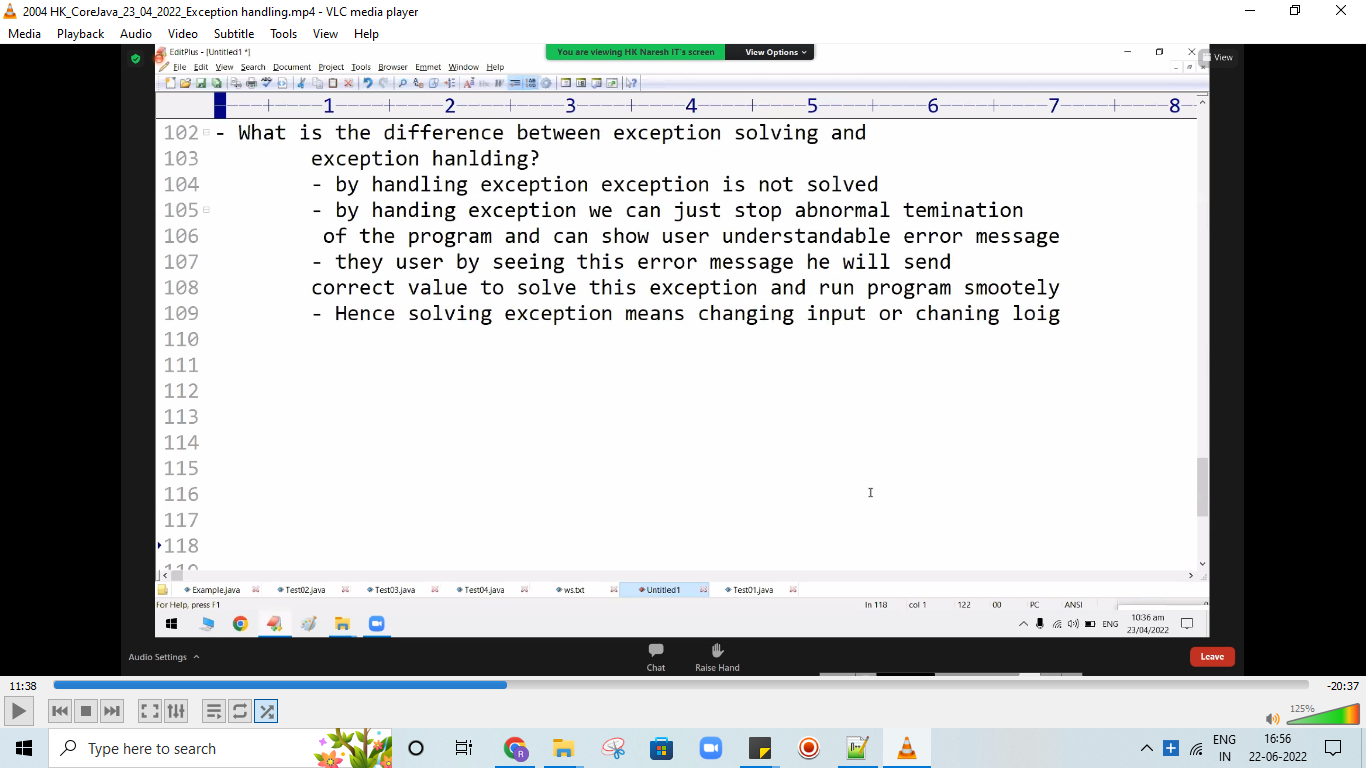 2004 HK_CoreJava_23_04_2022_Exception handling.mp4 - VLC media player
Media Playback Audio Video Subtitle Tools View Help
EditPlus - [Untitled1 *]
You are viewing HK Naresh IT's screen View Options
View
File Edit View Search Document Project Tools Browser Emmet Window Help
1 2 3 4 5 6 7 8
102 - What is the difference between exception solving and
103 exception hanlding?
104 - by handling exception exception is not solved
105 - by handing exception we can just stop abnormal temination
106 of the program and can show user understandable error message
107 - they user by seeing this error message he will send
108 correct value to solve this exception and run program smootely
109 - Hence solving exception means changing input or chaning loig
110
111
112
113
114
115
116
117
118
Example.java Test02.java Test03.java Test04.java ws.txt Untitled1 Test01.java
For Help, press F1 ln 118 col 1 122 00 PC ANSI
ENG 10:36 am
23/04/2022
Audio Settings Chat Raise Hand Leave
11:38 -20:37
125%
Type here to search
ENG 16:56
IN 22-06-2022